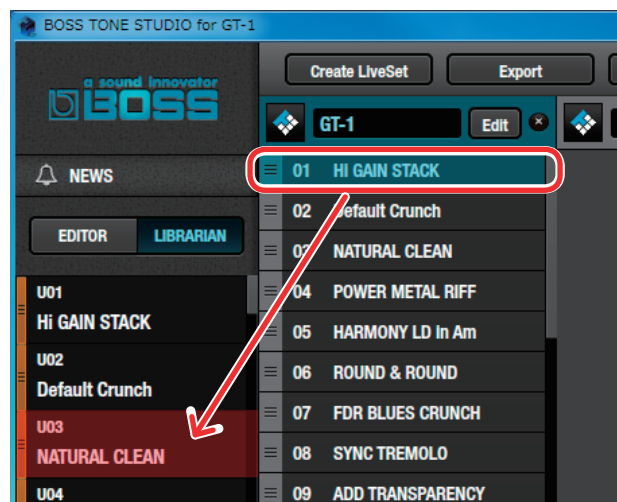 BOSS TONE STUDIO for GT-1
Create LiveSet
Export
a sound innovator
BOSS
GT-1
Edit
NEWS
EDITOR
LIBRARIAN
01 Hi GAIN STACK
02 Default Crunch
03 NATURAL CLEAN
04 POWER METAL RIFF
05 HARMONY LD In Am
06 ROUND & ROUND
07 FDR BLUES CRUNCH
08 SYNC TREMOLO
09 ADD TRANSPARENCY
U01
Hi GAIN STACK
U02
Default Crunch
U03
NATURAL CLEAN
U04